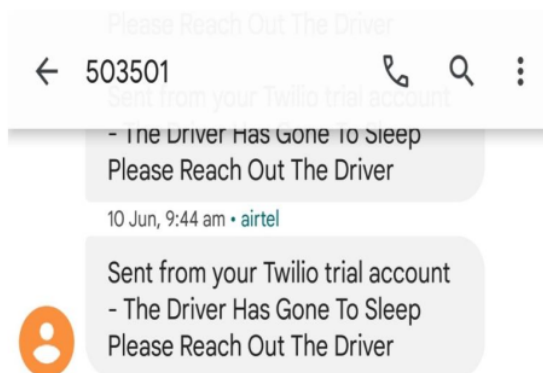 Please Reach Out The Driver
503501
Sent from your Twilio trial account
- The Driver Has Gone To Sleep
Please Reach Out The Driver
10 Jun, 9:44 am • airtel
Sent from your Twilio trial account
- The Driver Has Gone To Sleep
Please Reach Out The Driver